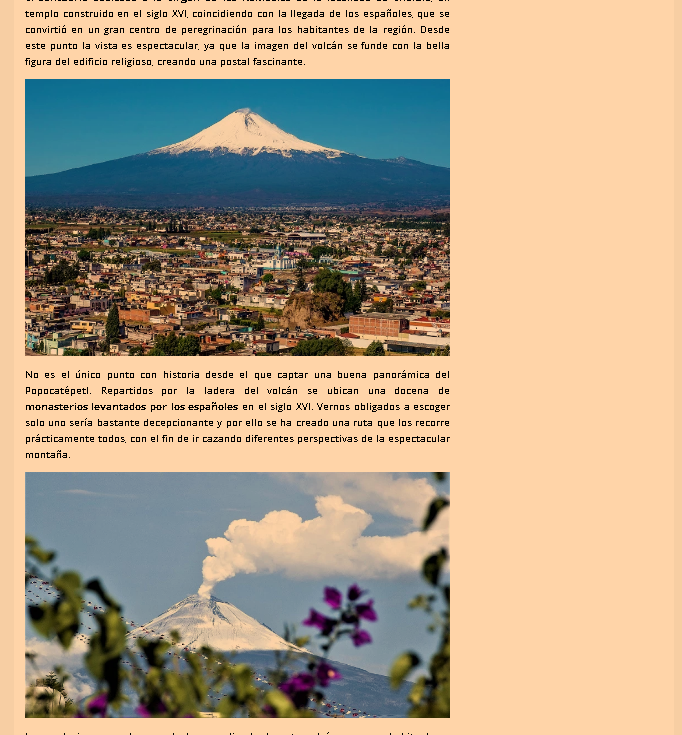 templo construido en el siglo XVI, coincidiendo con la llegada de los españoles, que se
convirtió en un gran centro de peregrinación para los habitantes de la región. Desde
este punto la vista es espectacular, ya que la imagen del volcán se funde con la bella
figura del edificio religioso, creando una postal fascinante.
No es el único punto con historia desde el que captar una buena panorámica del
Popocatépetl. Repartidos por la ladera del volcán se ubican una docena de
monasterios levantados por los españoles en el siglo XVI. Vernos obligados a escoger
solo uno sería bastante decepcionante y por ello se ha creado una ruta que los recorre
prácticamente todos, con el fin de ir cazando diferentes perspectivas de la espectacular
montaña.